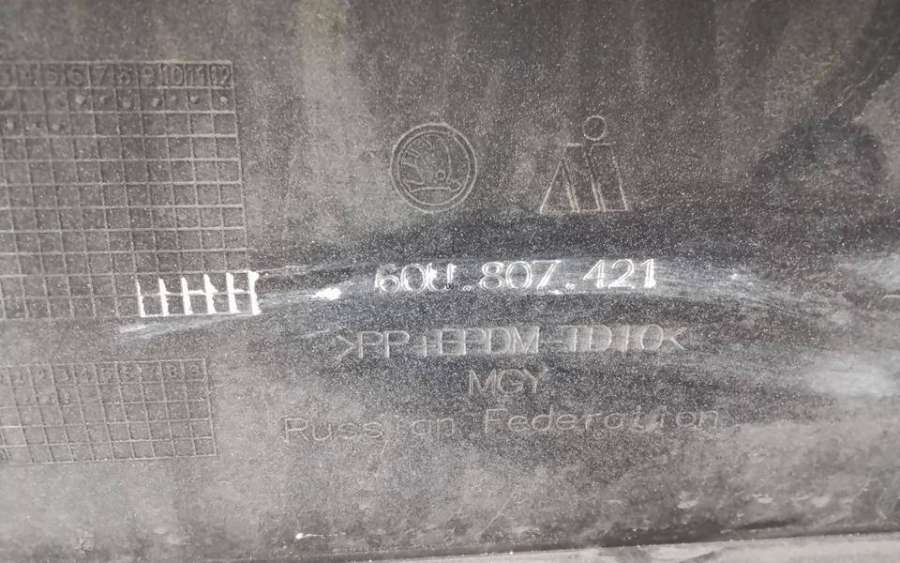 60U.807.421
>PP+EPDM-TD10<
MGY
Russian Federation